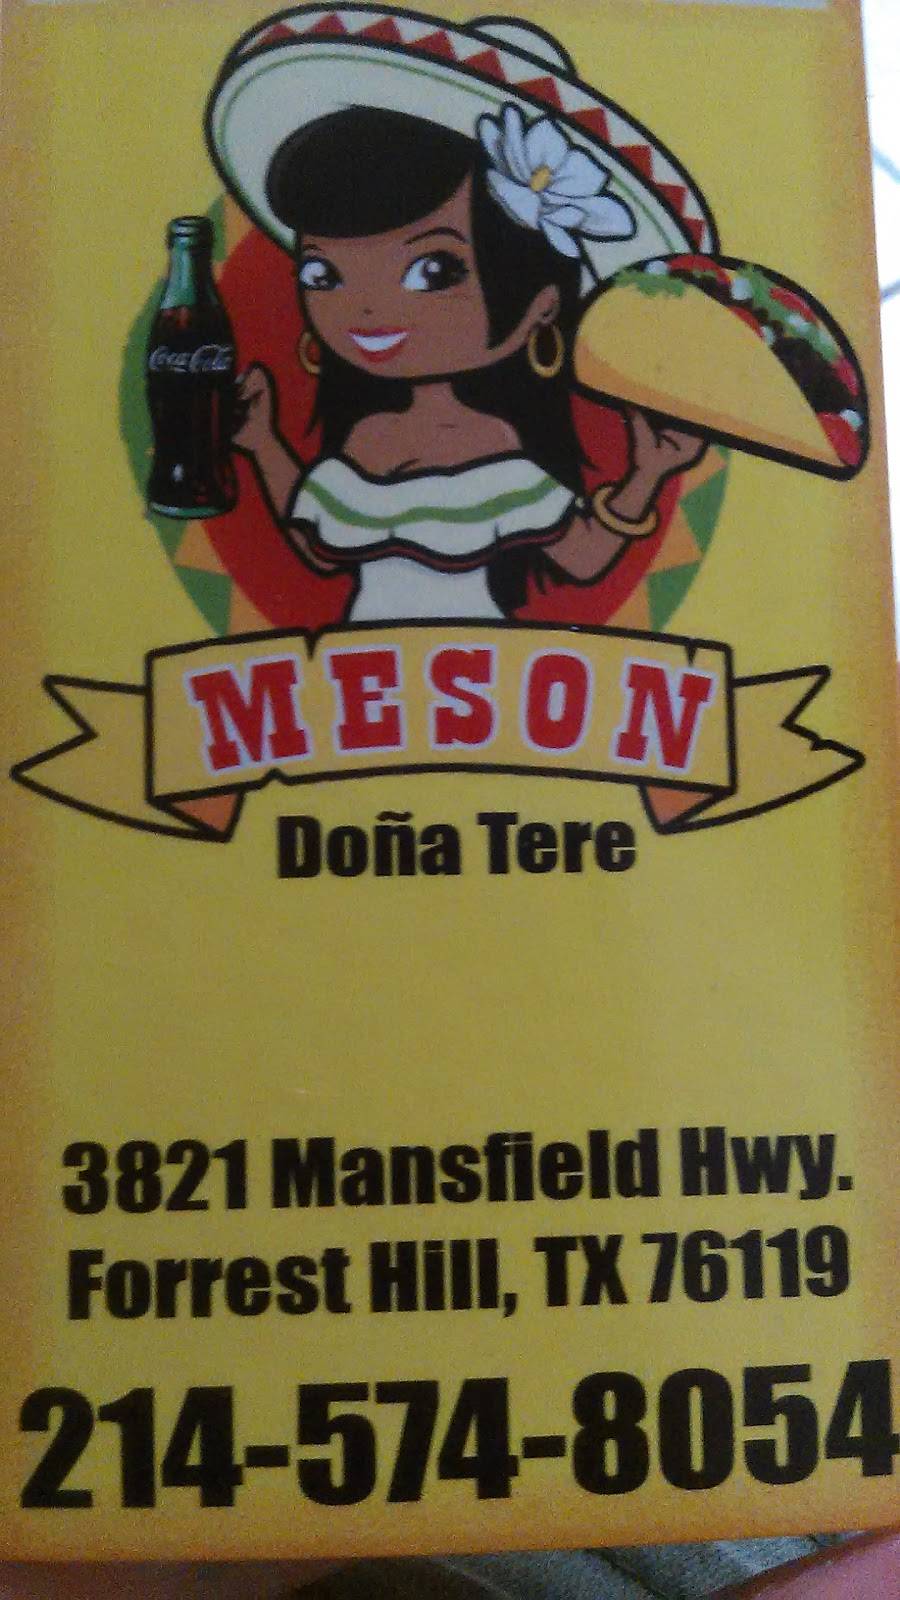 Coca-Cola
MESON
Doña Tere
3821 Mansfield Hwy.
Forrest Hill, TX 76119
214-574-8054